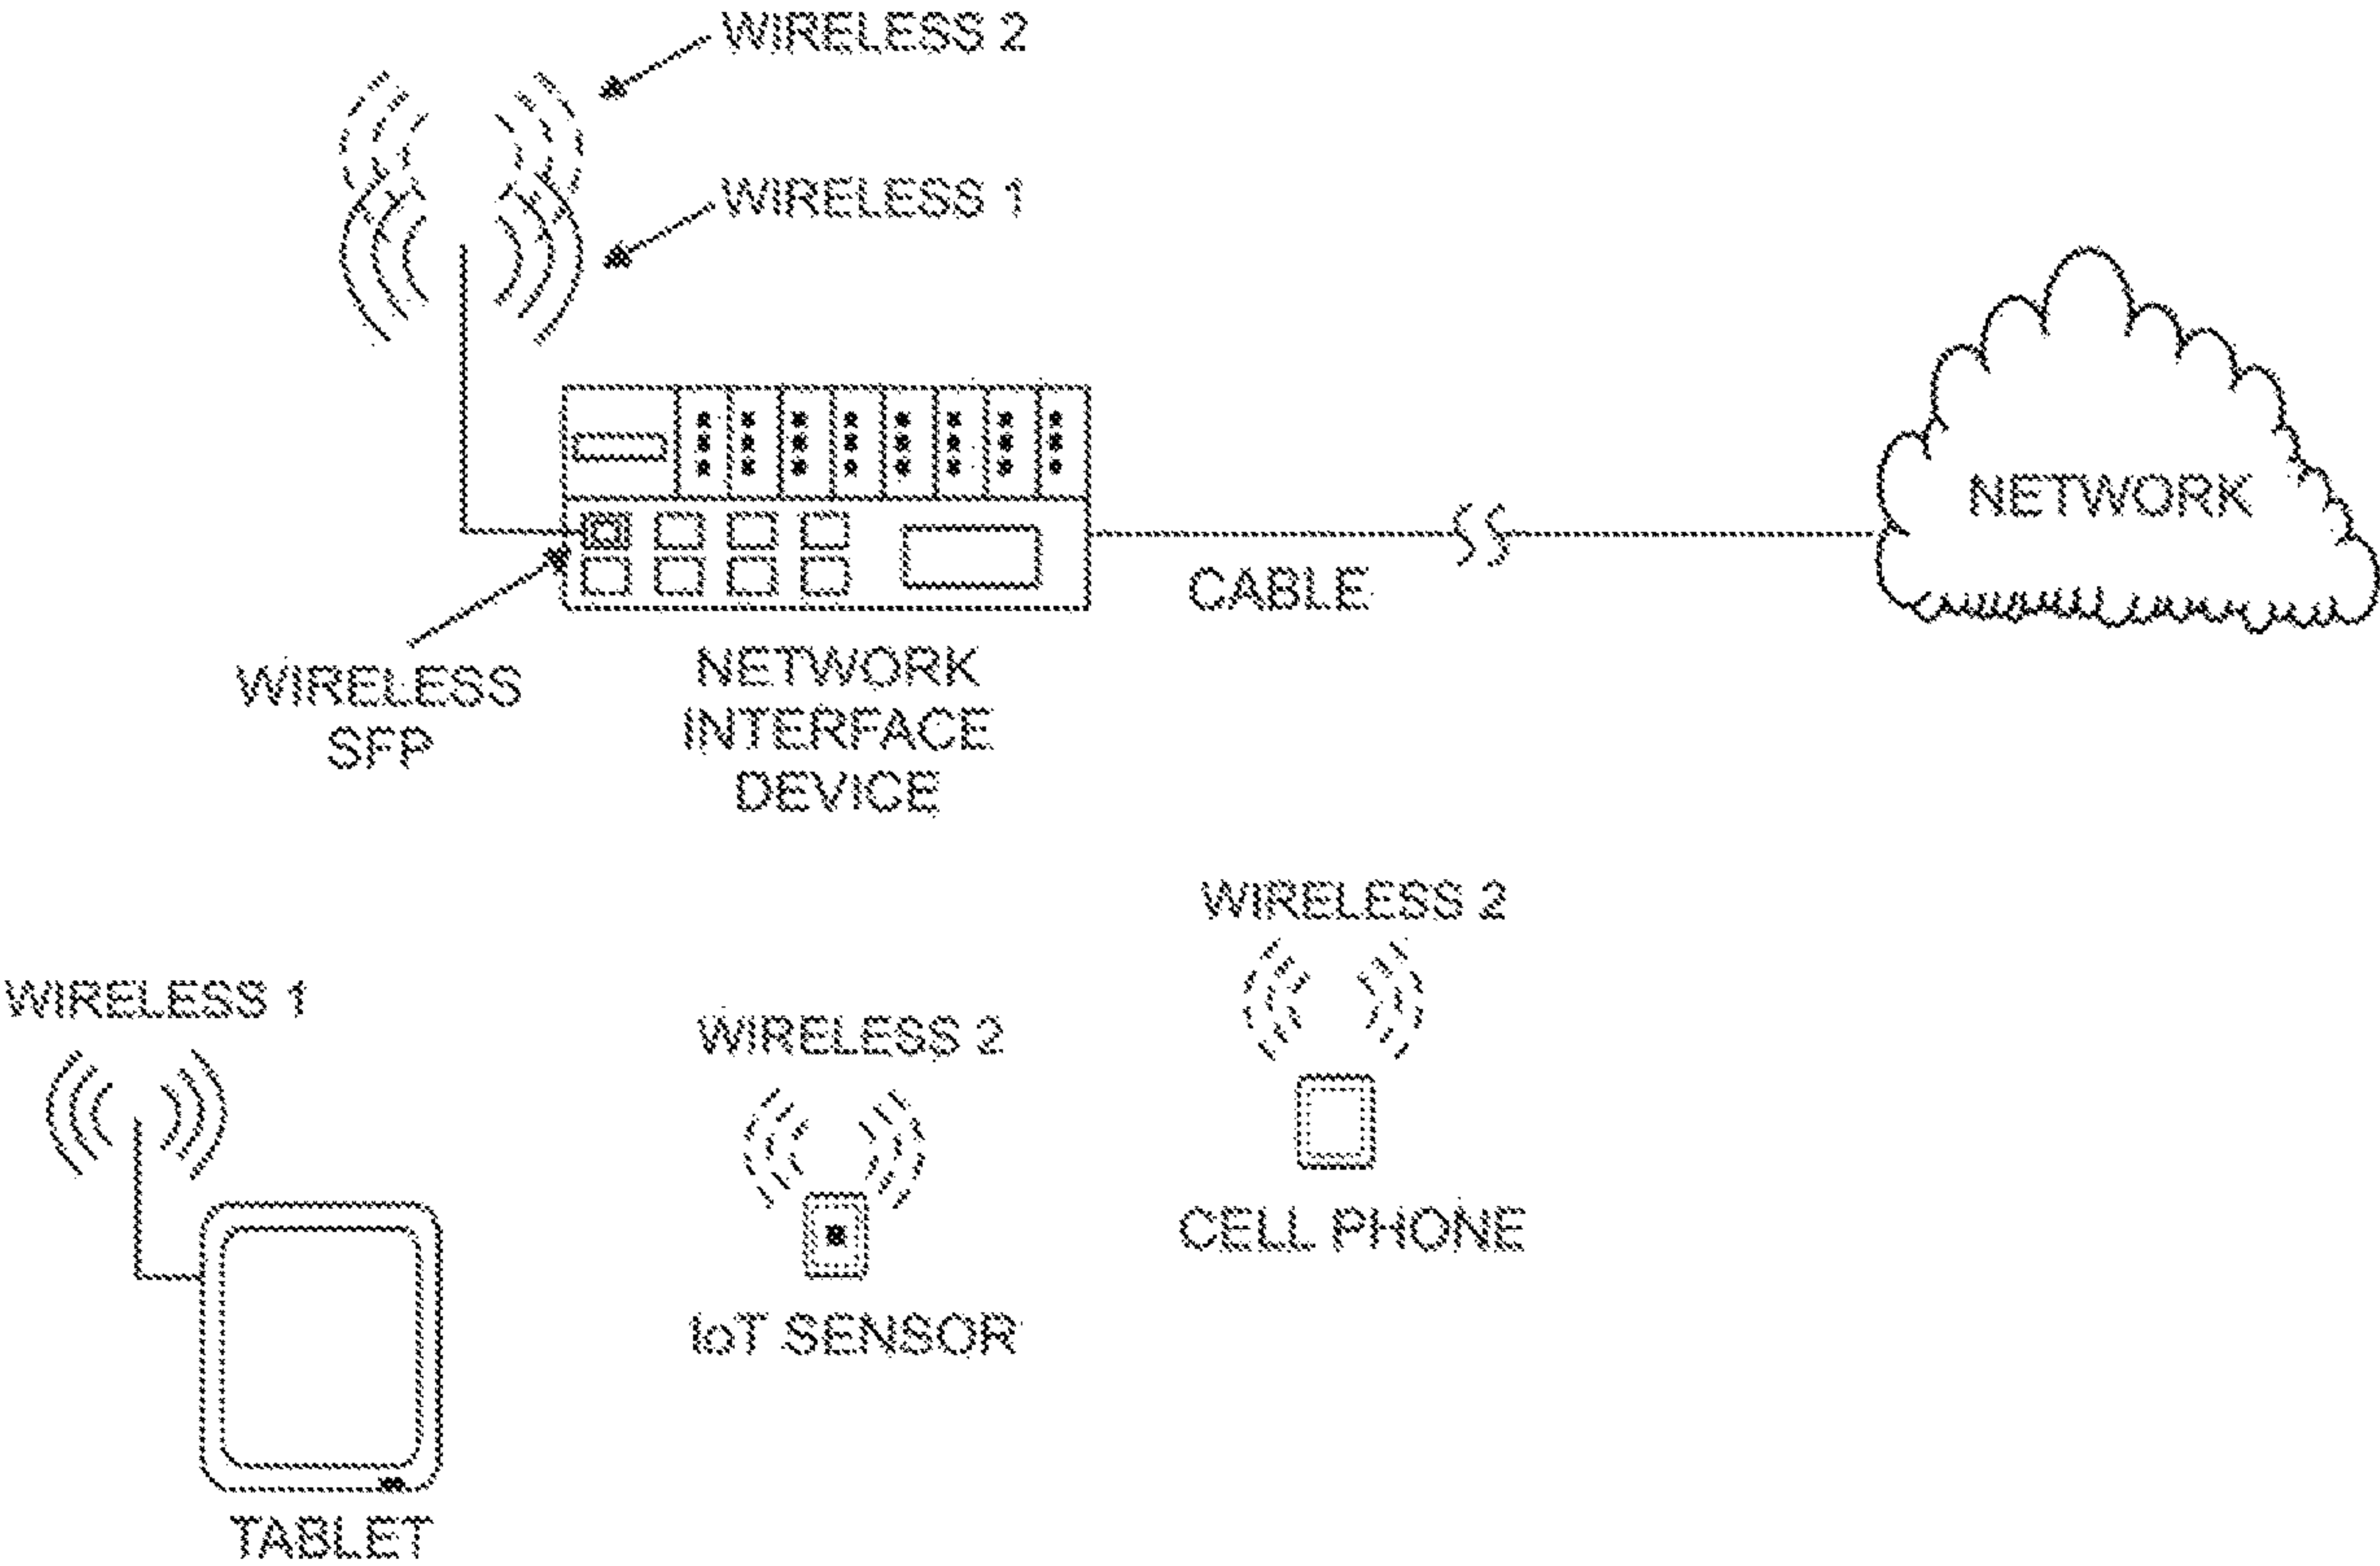 WIRELESS 2
WIRELESS 1
NETWORK
CABLE
WIRELESS
SFP
NETWORK
INTERFACE
DEVICE
WIRELESS 2
WIRELESS 1
WIRELESS 2
CELL PHONE
IoT SENSOR
TABLET